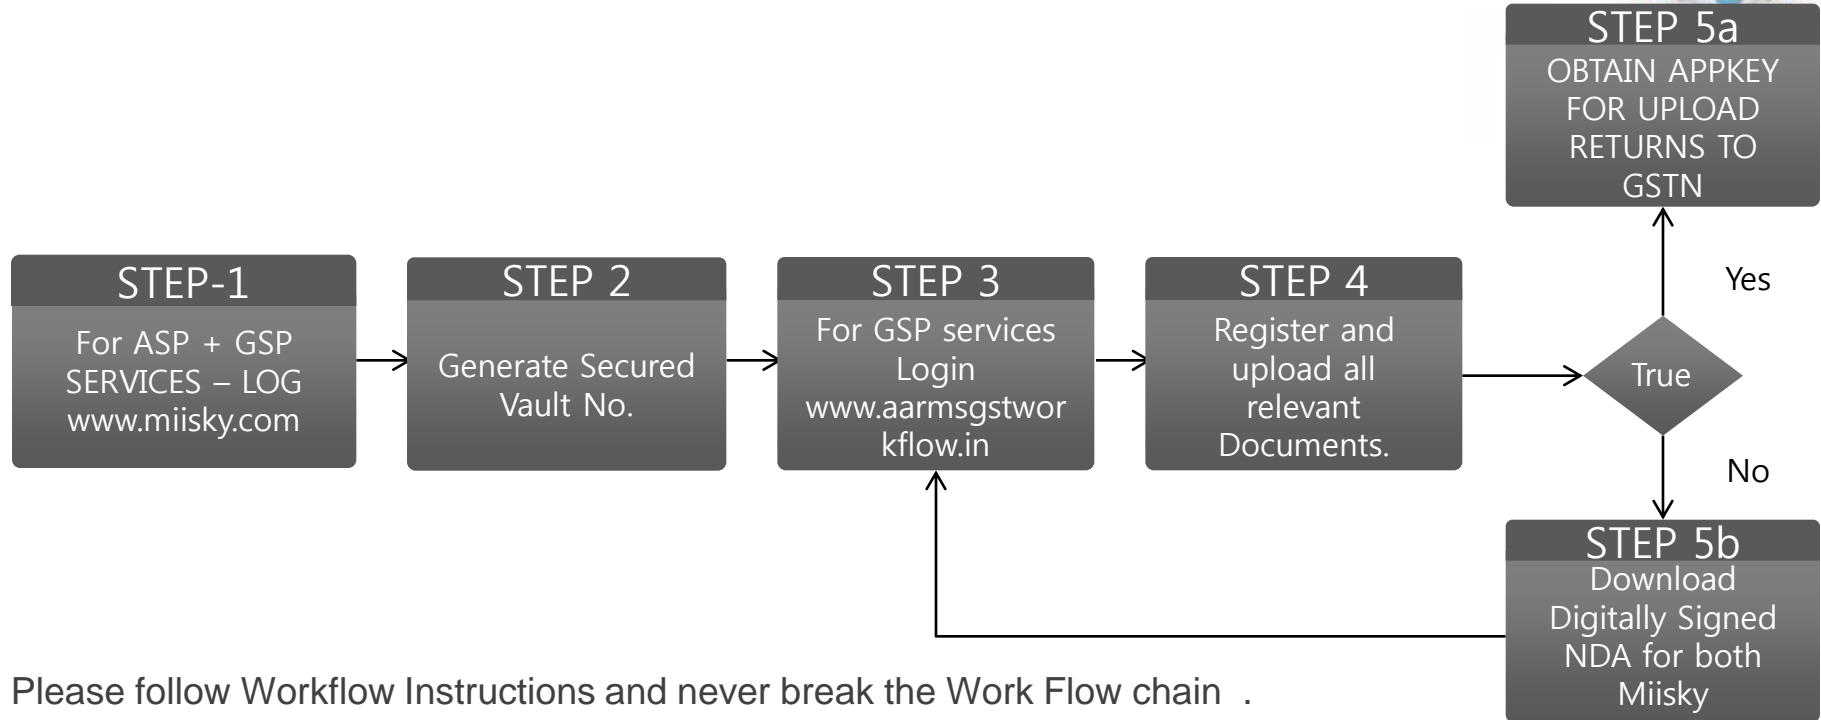 STEP-1
For ASP + GSP
SERVICES – LOG
www.miisky.com
STEP 2
Generate Secured
Vault No.
STEP 3
For GSP services
Login
www.aarmsgstwor
kflow.in
STEP 4
Register and
upload all
relevant
Documents.
True
Yes
STEP 5a
OBTAIN APPKEY
FOR UPLOAD
RETURNS TO
GSTN
No
STEP 5b
Download
Digitally Signed
NDA for both
Miisky
Please follow Workflow Instructions and never break the Work Flow chain .